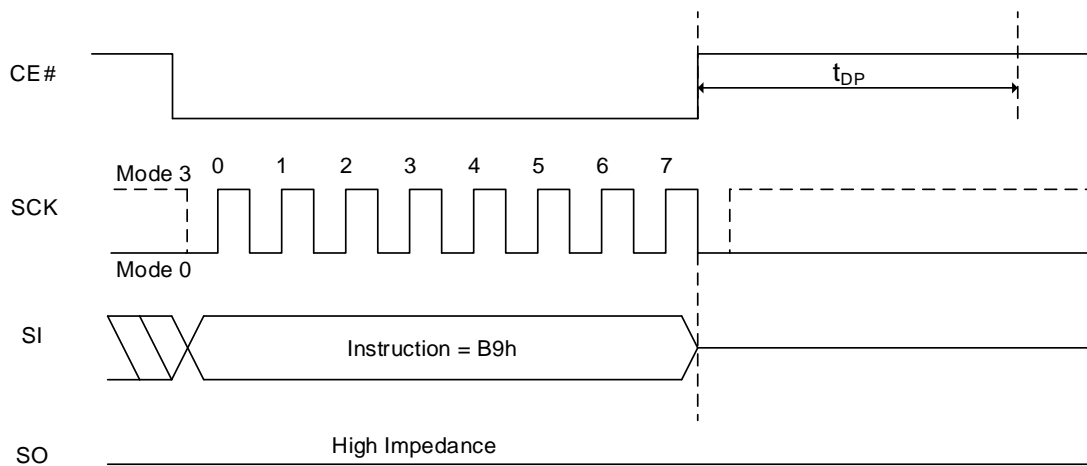 CE#
tDP
Mode 3
0 1 2 3 4 5 6 7
SCK
Mode 0
SI
Instruction = B9h
SO
High Impedance